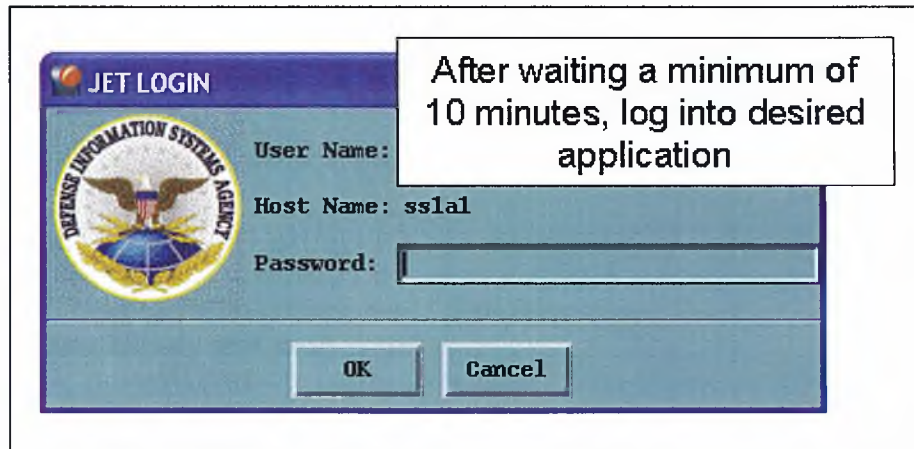 JET LOGIN
After waiting a minimum of
10 minutes, log into desired
application
DEFENSE INFORMATION SYSTEMS AGENCY
User Name:
Host Name: sslal
Password:
OK
Cancel